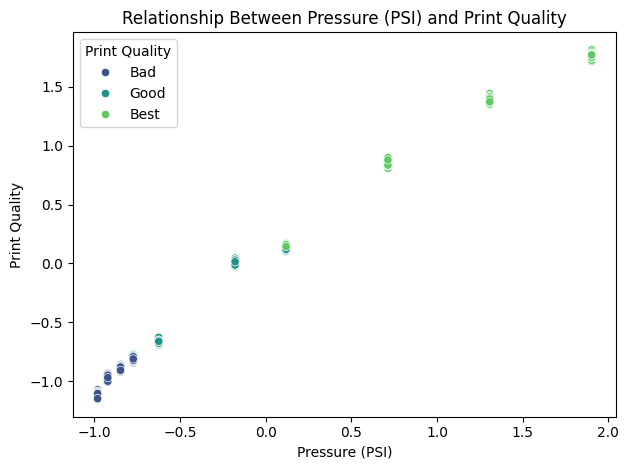 Relationship Between Pressure (PSI) and Print Quality
Print Quality
Bad
Good
Best
Print Quality
1.5
1.0
0.5
0.0
−0.5
−1.0
−1.0
−0.5
0.0
0.5
1.0
1.5
2.0
Pressure (PSI)